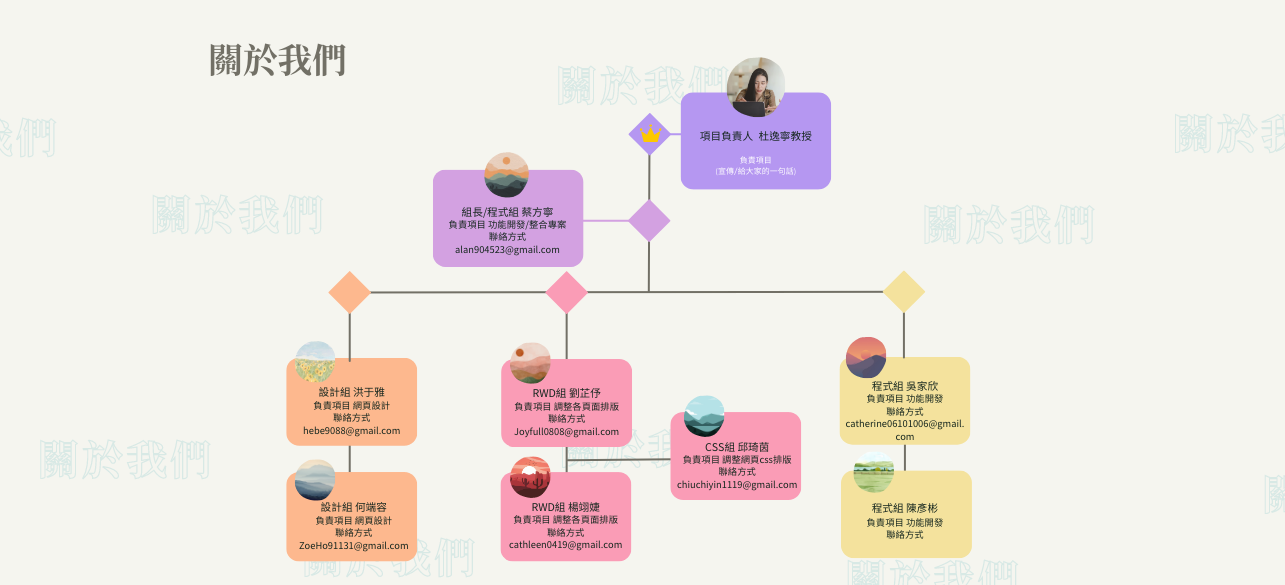 關於我們
關於我們
項目負責人 杜逸寧教授
負責項目
(宣傳/給大家的一句話)
關於我們
們
組長/程式組 蔡方寧
負責項目 功能開發/整合專案
聯絡方式
alan904523@gmail.com
關於我們
關於我們
設計組 洪于雅
負責項目 網頁設計
聯絡方式
hebe9088@gmail.com
RWD組 劉芷伃
負責項目 調整各頁面排版
聯絡方式
Joyfull0808@gmail.com
程式組 吳家欣
負責項目 功能開發
聯絡方式
catherine06101006@gmail.
com
關於我們
關於我們
CSS組 邱琦茵
負責項目 調整網頁css排版
聯絡方式
chiuchiyin1119@gmail.com
設計組 何端容
負責項目 網頁設計
聯絡方式
ZoeHo91131@gmail.com
RWD組 楊翊婕
負責項目 調整各頁面排版
聯絡方式
cathleen0419@gmail.com
程式組 陳彥彬
負責項目 功能開發
聯絡方式
關於我們
關於我們